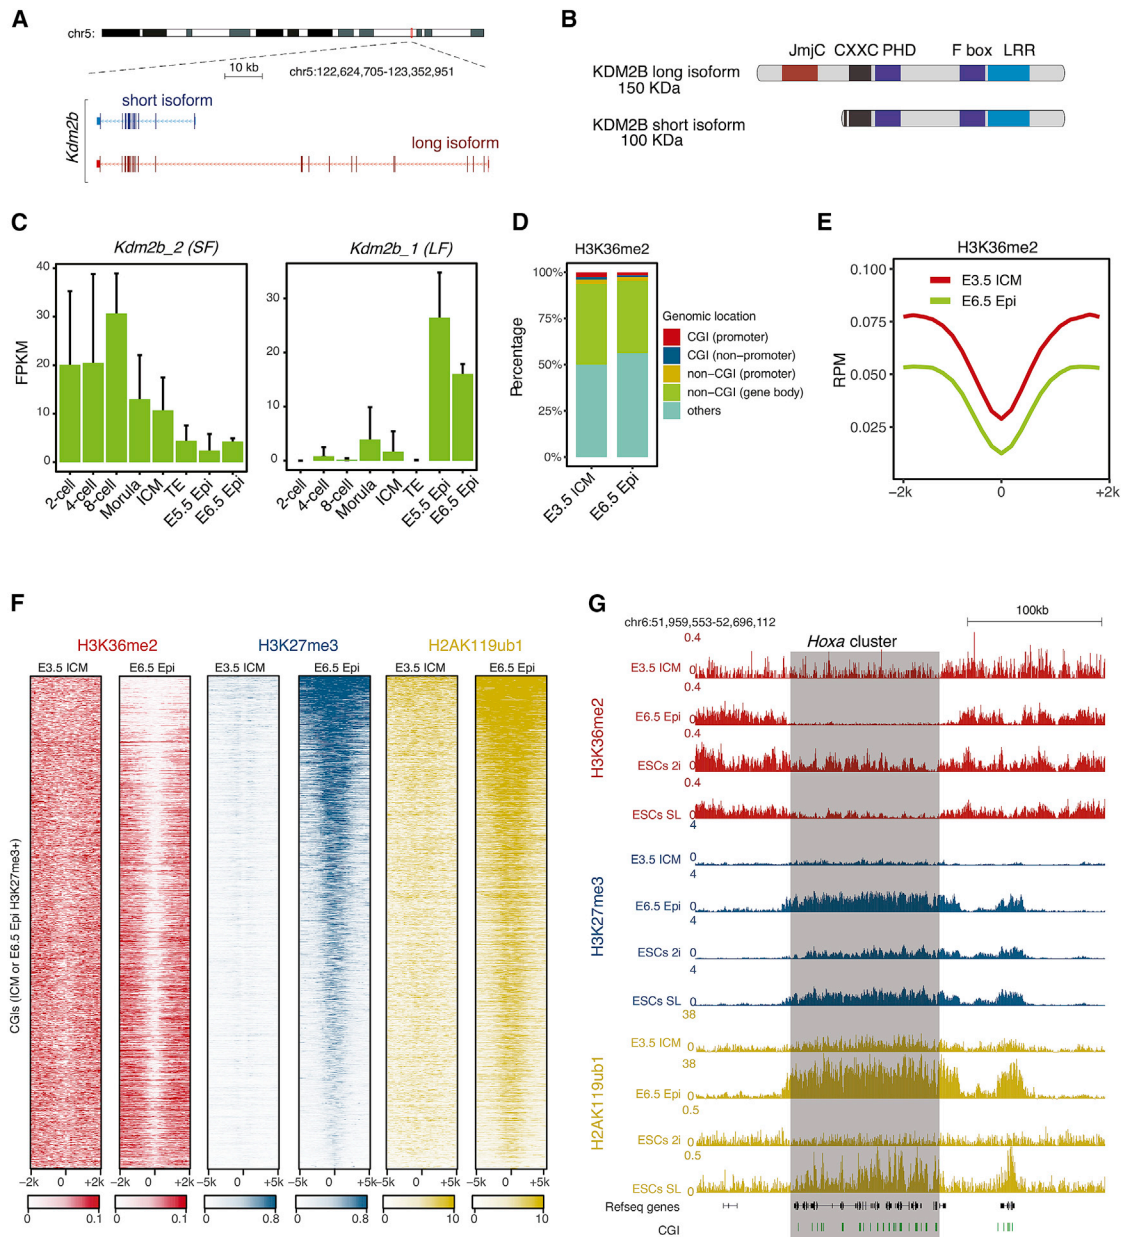 A
chr5:
10 kb
chr5:122,624,705-123,352,951
short isoform
Kdm2b
long isoform
B
JmjC CXXC PHD F box LRR
KDM2B long isoform
150 KDa
KDM2B short isoform
100 KDa
C
Kdm2b_2 (SF)
FPKM
40
30
20
10
0
2-cell
4-cell
8-cell
Morula
ICM
TE
E5.5 Epi
E6.5 Epi
Kdm2b_1 (LF)
30
20
10
0
2-cell
4-cell
8-cell
Morula
ICM
TE
E5.5 Epi
E6.5 Epi
D
H3K36me2
Percentage
100%
75%
50%
25%
0%
E3.5 ICM
E6.5 Epi
Genomic location
CGI (promoter)
CGI (non-promoter)
non-CGI (promoter)
non-CGI (gene body)
others
E
H3K36me2
RPM
0.100
0.075
0.050
0.025
E3.5 ICM
E6.5 Epi
−2k 0 +2k
F
H3K36me2 H3K27me3 H2AK119ub1
E3.5 ICM E6.5 Epi E3.5 ICM E6.5 Epi E3.5 ICM E6.5 Epi
CGIs (ICM or E6.5 Epi H3K27me3+)
−2k 0 +2k −2k 0 +2k −5k 0 +5k −5k 0 +5k −5k 0 +5k −5k 0 +5k
0 0.1 0 0.1 0 0.8 0 0.8 0 10 0 10
G
100kb
chr6:51,959,553-52,696,112
Hoxa cluster
H3K36me2
0.4
E3.5 ICM 0
0.4
E6.5 Epi 0
0.4
ESCs 2i 0
0.4
ESCs SL 0
H3K27me3
4
E3.5 ICM 0
4
E6.5 Epi 0
4
ESCs 2i 0
4
ESCs SL 0
H2AK119ub1
38
E3.5 ICM 0
38
E6.5 Epi 0
0.5
ESCs 2i 0
0.5
ESCs SL 0
Refseq genes
CGI